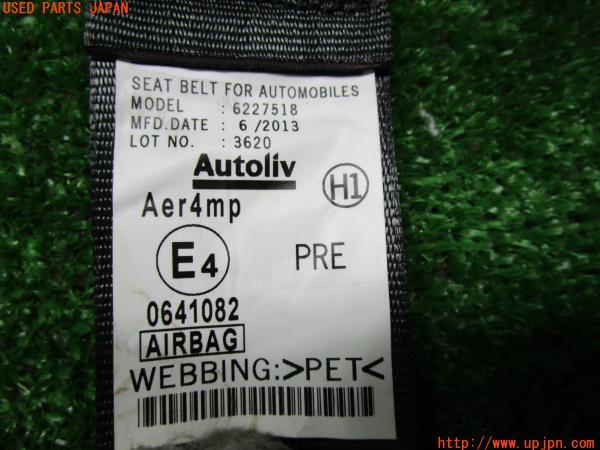 USED PARTS JAPAN
SEAT BELT FOR AUTOMOBILES
MODEL : 6227518
MFD.DATE : 6 /2013
LOT NO. : 3620
Autoliv
H1
Aer4mp
E4
PRE
0641082
AIRBAG
WEBBING:>PET<
http://www.upjpn.com